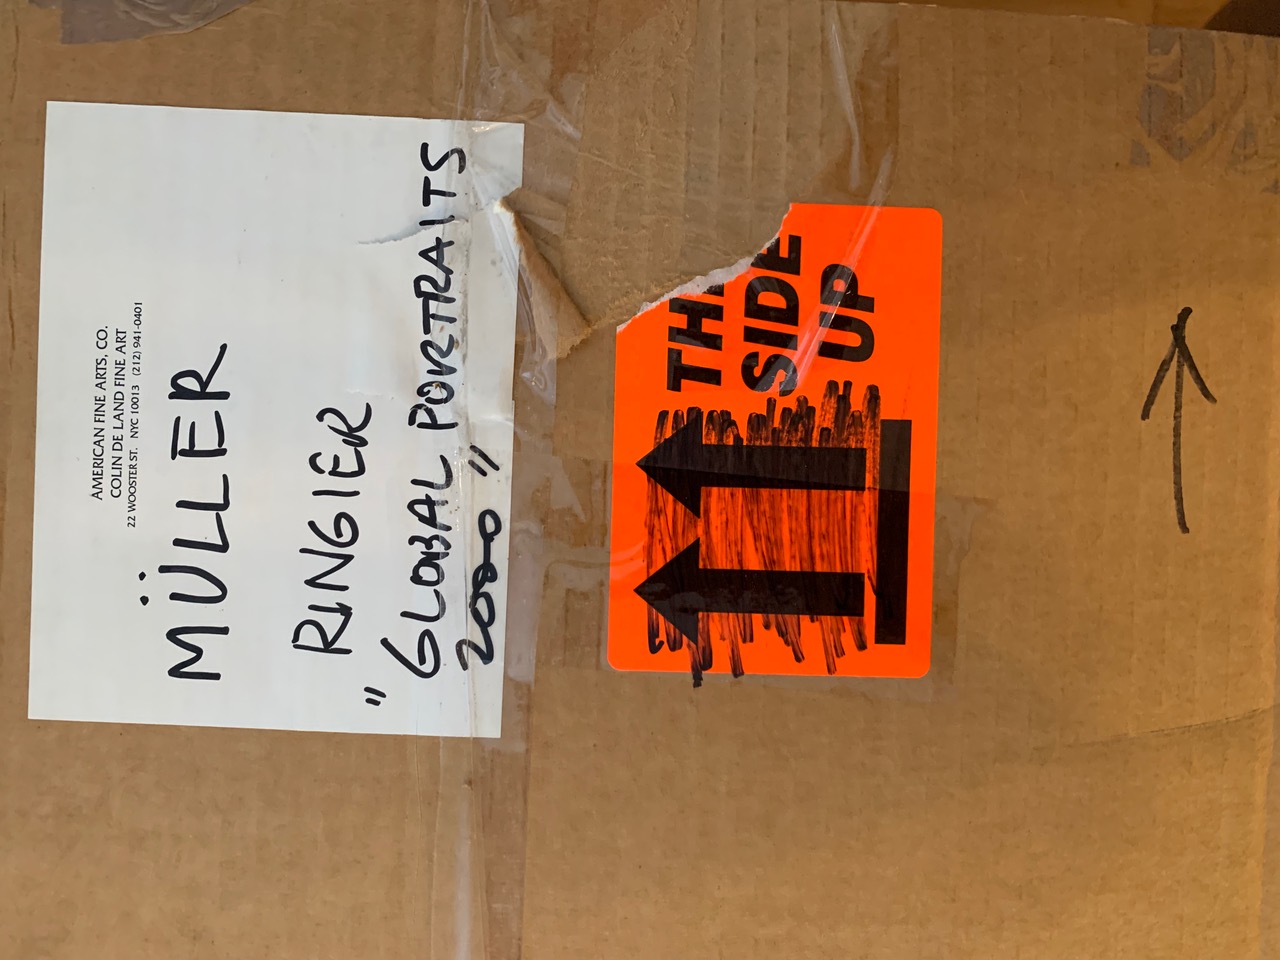 AMERICAN FINE ARTS, CO.
COLIN DE LAND FINE ART
22 WOOSTER ST. NYC 10013 (212) 941-0401
MÜLLER
RINGIER
"GLOBAL PORTRAITS
2000"
THI
SIDE
UP